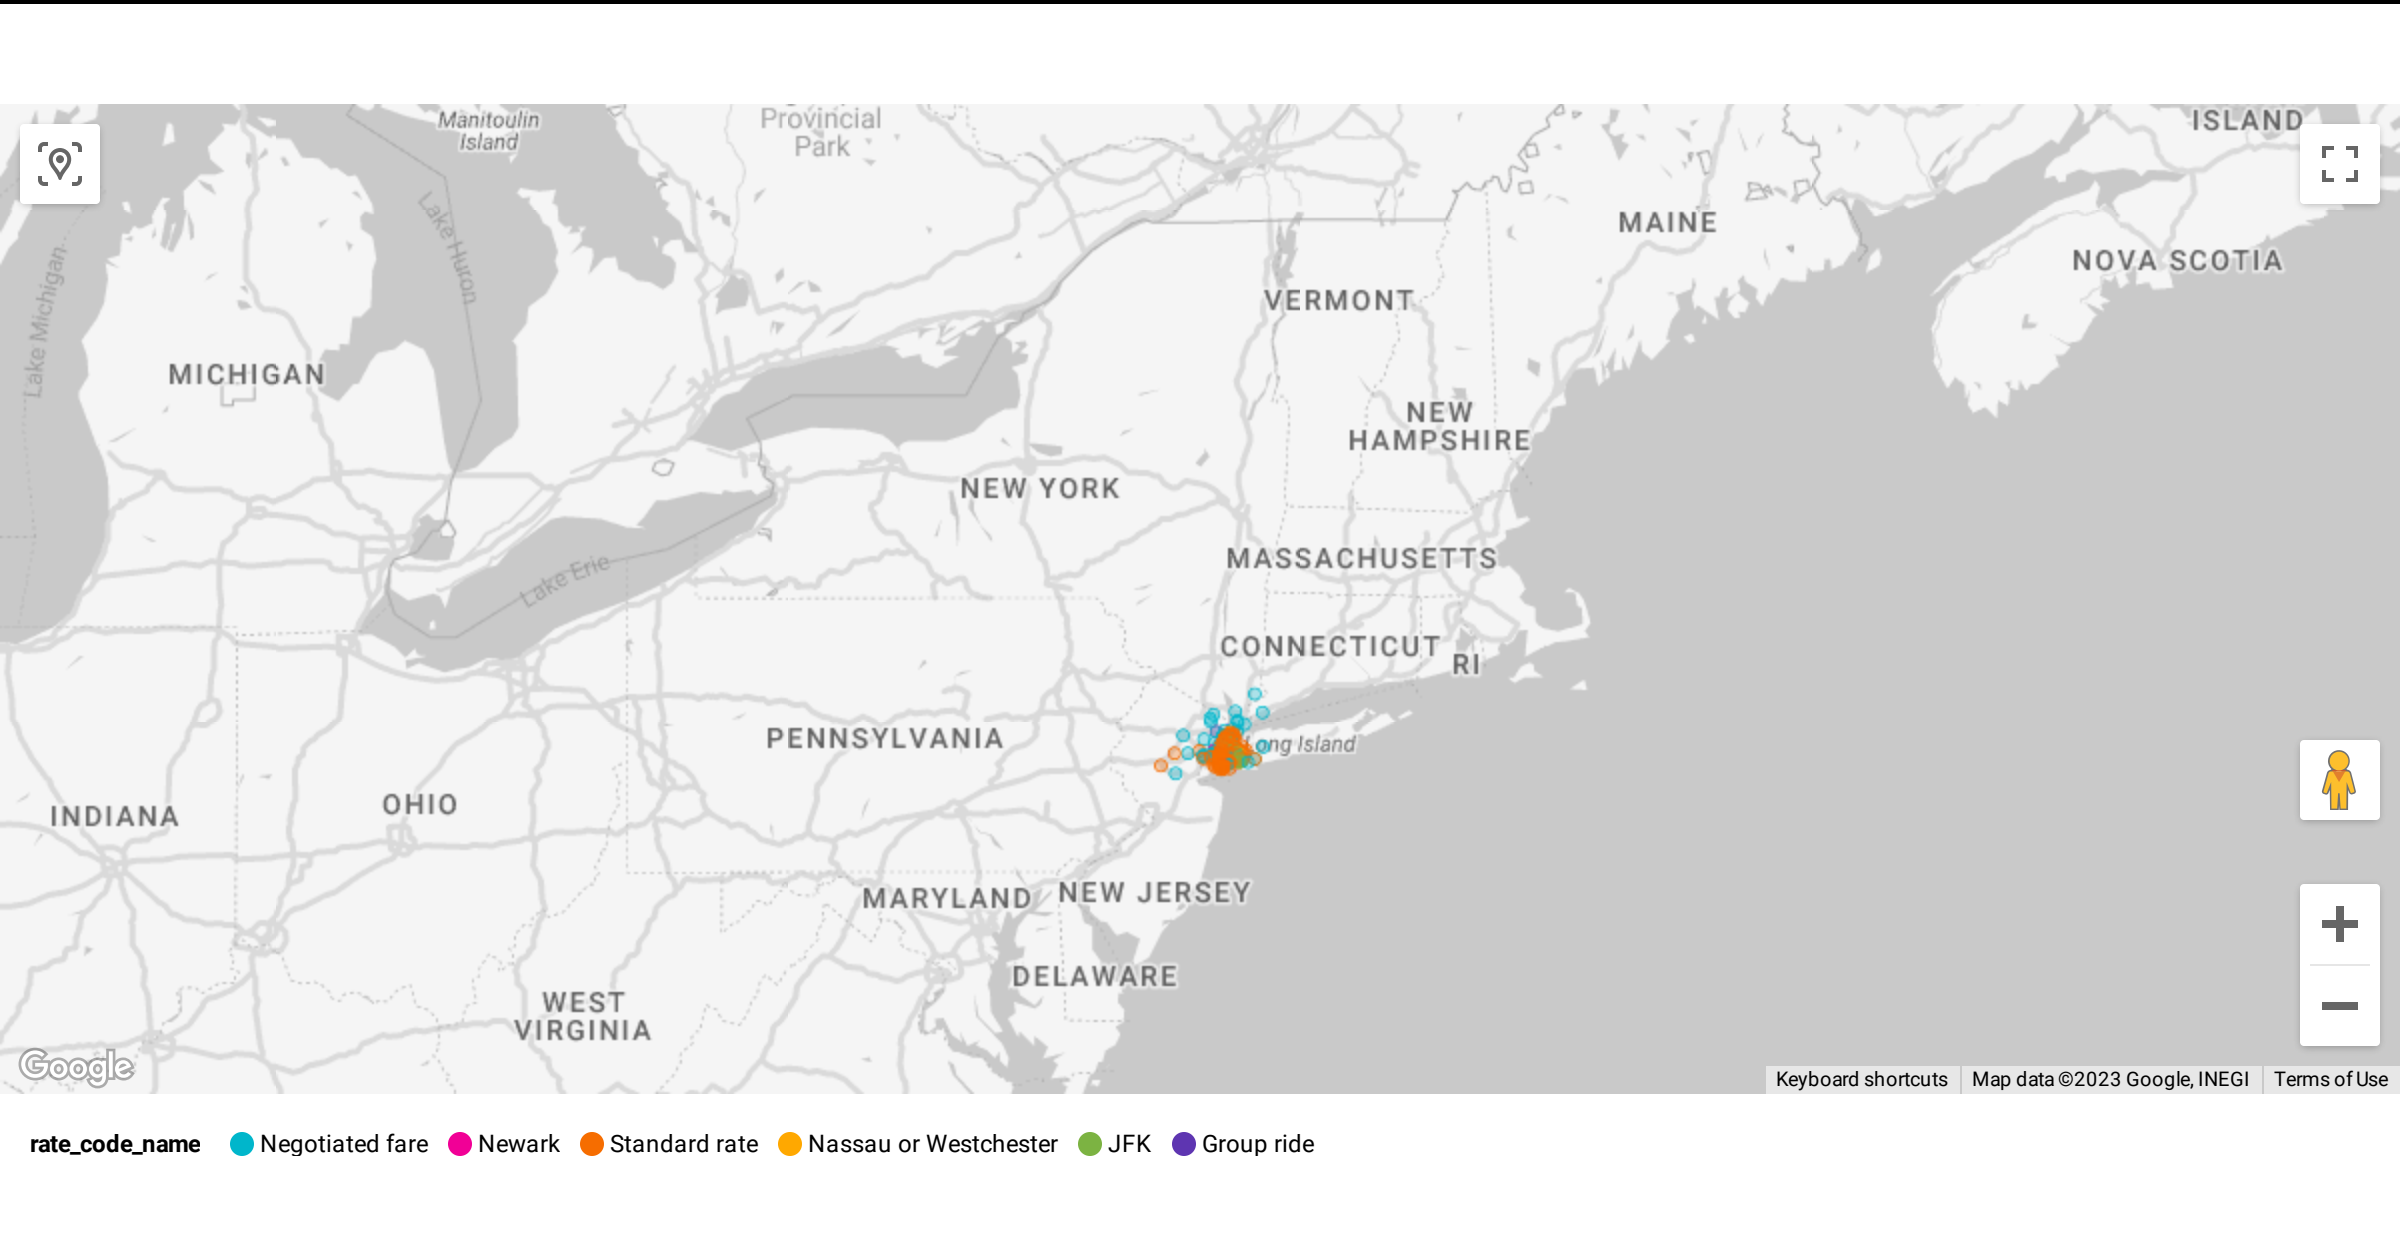 Manitoulin
Island
Provincial
Park
ISLAND
Lake Huron
MAINE
NOVA SCOTIA
Lake Michigan
VERMONT
MICHIGAN
NEW
HAMPSHIRE
NEW YORK
MASSACHUSETTS
Lake Erie
CONNECTICUT
RI
PENNSYLVANIA
Long Island
INDIANA
OHIO
MARYLAND
NEW JERSEY
DELAWARE
WEST
VIRGINIA
Google
Keyboard shortcuts
Map data ©2023 Google, INEGI
Terms of Use
rate_code_name Negotiated fare Newark Standard rate Nassau or Westchester JFK Group ride